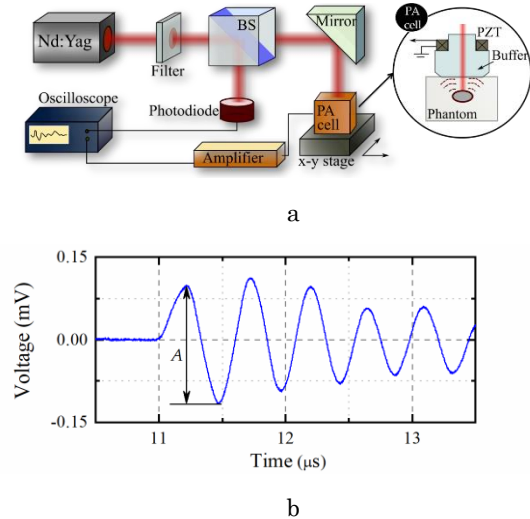 Nd:Yag
Filter
BS
Mirror
PA
cell
PZT
Buffer
Phantom
Oscilloscope
Photodiode
PA
cell
Amplifier
x-y stage
a
0.15
0.00
-0.15
Voltage (mV)
A
11
12
13
Time (μs)
b